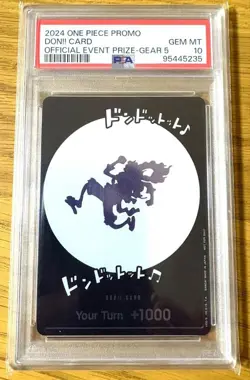 2024 ONE PIECE PROMO
DON!! CARD GEM MT
OFFICIAL EVENT PRIZE-GEAR 5 10
PSA 95445235
ドンドットット♪
ドンドットット♫
DON!! CARD
Your Turn +1000